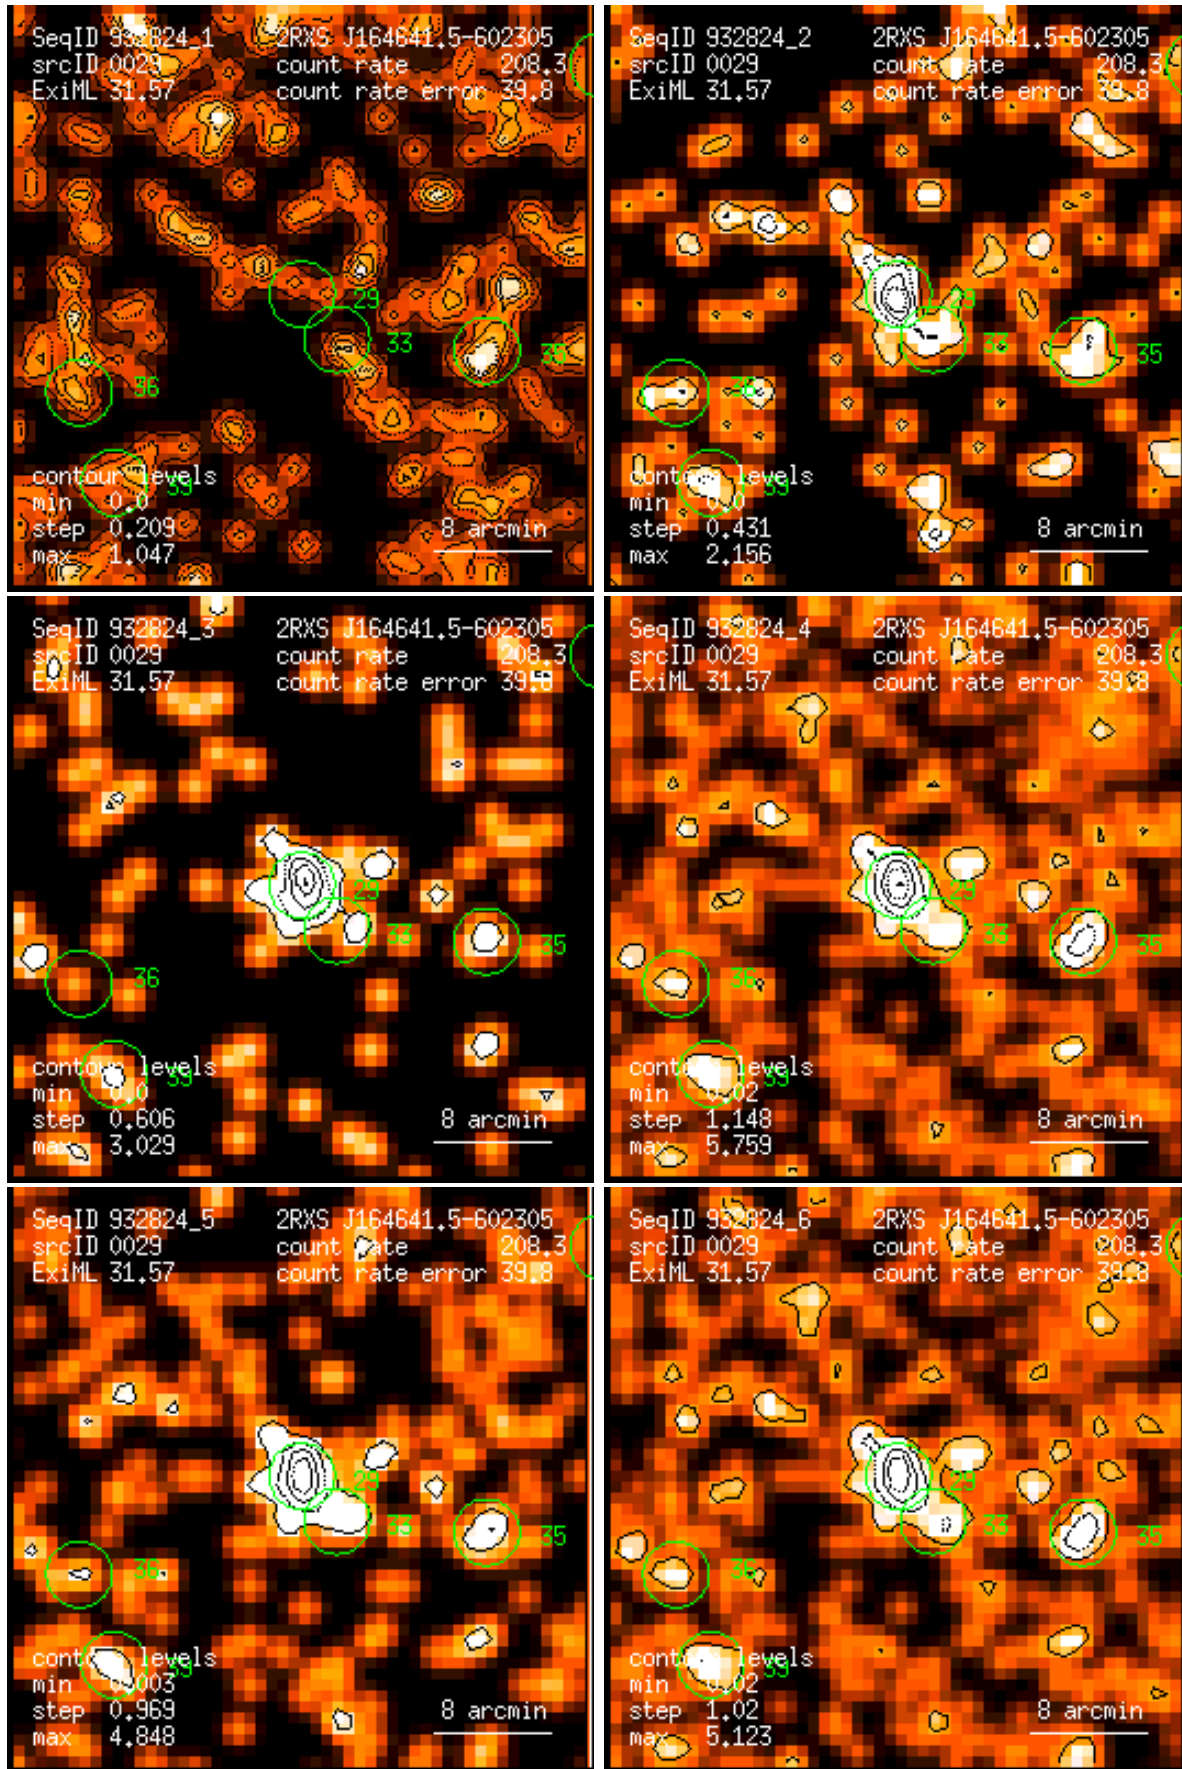 SeqID 932824_1 2RXS J164641.5-602305
srcID 0029 count rate 208.3
ExiML 31.57 count rate error 39.8
29
33
35
36
39
contour levels
min 0.0
step 0.209 8 arcmin
max 1.047
SeqID 932824_2 2RXS J164641.5-602305
srcID 0029 count rate 208.3
ExiML 31.57 count rate error 39.8
29
33
35
36
39
contour levels
min 0.0
step 0.431 8 arcmin
max 2.156
SeqID 932824_3 2RXS J164641.5-602305
srcID 0029 count rate 208.3
ExiML 31.57 count rate error 39.8
29
33
35
36
39
contour levels
min 0.0
step 0.606 8 arcmin
max 3.029
SeqID 932824_4 2RXS J164641.5-602305
srcID 0029 count rate 208.3
ExiML 31.57 count rate error 39.8
29
33
35
36
39
contour levels
min 0.02
step 1.148 8 arcmin
max 5.759
SeqID 932824_5 2RXS J164641.5-602305
srcID 0029 count rate 208.3
ExiML 31.57 count rate error 39.8
29
33
35
36
39
contour levels
min 0.003
step 0.969 8 arcmin
max 4.848
SeqID 932824_6 2RXS J164641.5-602305
srcID 0029 count rate 208.3
ExiML 31.57 count rate error 39.8
29
33
35
36
39
contour levels
min 0.02
step 1.02 8 arcmin
max 5.123